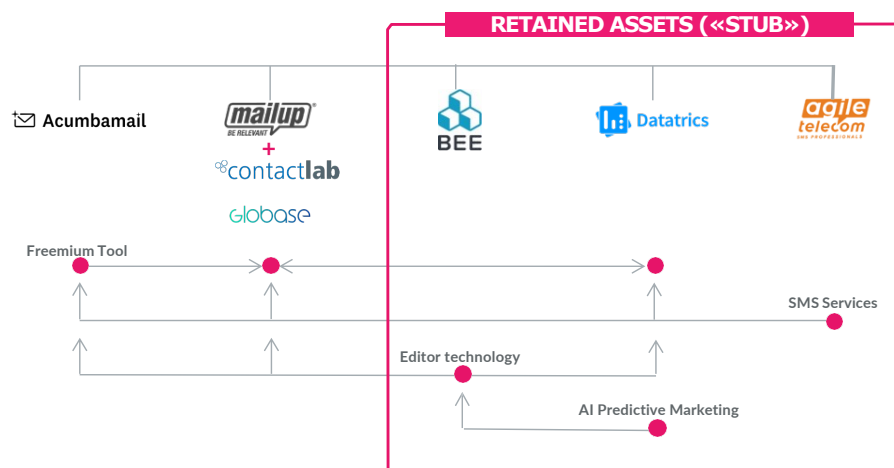 RETAINED ASSETS («STUB»)
Acumbamail
mailup®
BE RELEVANT
+
contactlab
Globase
BEE
Datatrics
agile
telecom
SMS PROFESSIONALS
Freemium Tool
SMS Services
Editor technology
AI Predictive Marketing